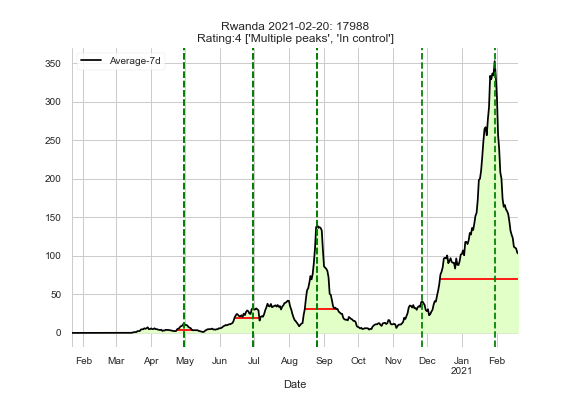 Rwanda 2021-02-20: 17988
Rating:4 ['Multiple peaks', 'In control']
Average-7d
350
300
250
200
150
100
50
0
Feb Mar Apr May Jun Jul Aug Sep Oct Nov Dec Jan Feb
2021
Date